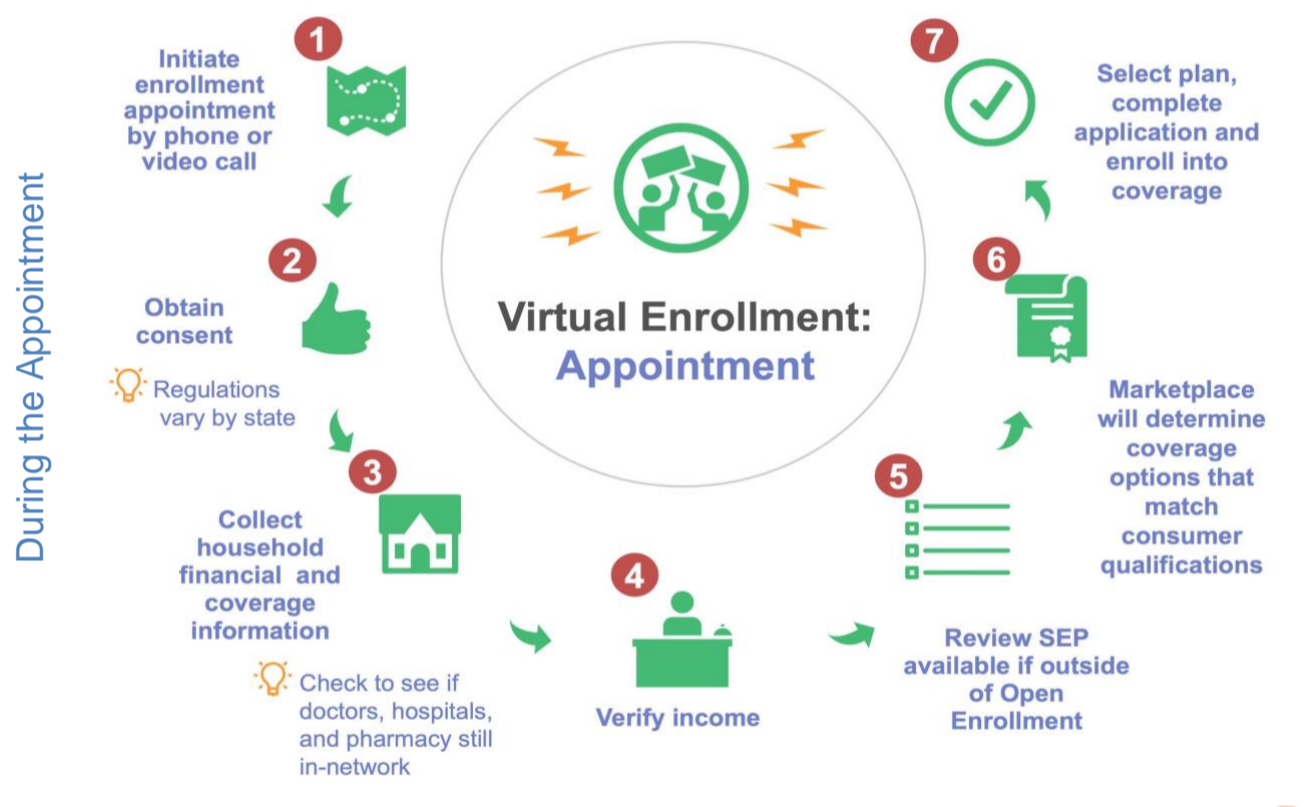 During the Appointment
Virtual Enrollment:
Appointment
1
Initiate
enrollment
appointment
by phone or
video call
2
Obtain
consent
Regulations
vary by state
3
Collect
household
financial and
coverage
information
Check to see if
doctors, hospitals,
and pharmacy still
in-network
4
Verify income
5
Review SEP
available if outside
of Open
Enrollment
6
Marketplace
will determine
coverage
options that
match
consumer
qualifications
7
Select plan,
complete
application and
enroll into
coverage